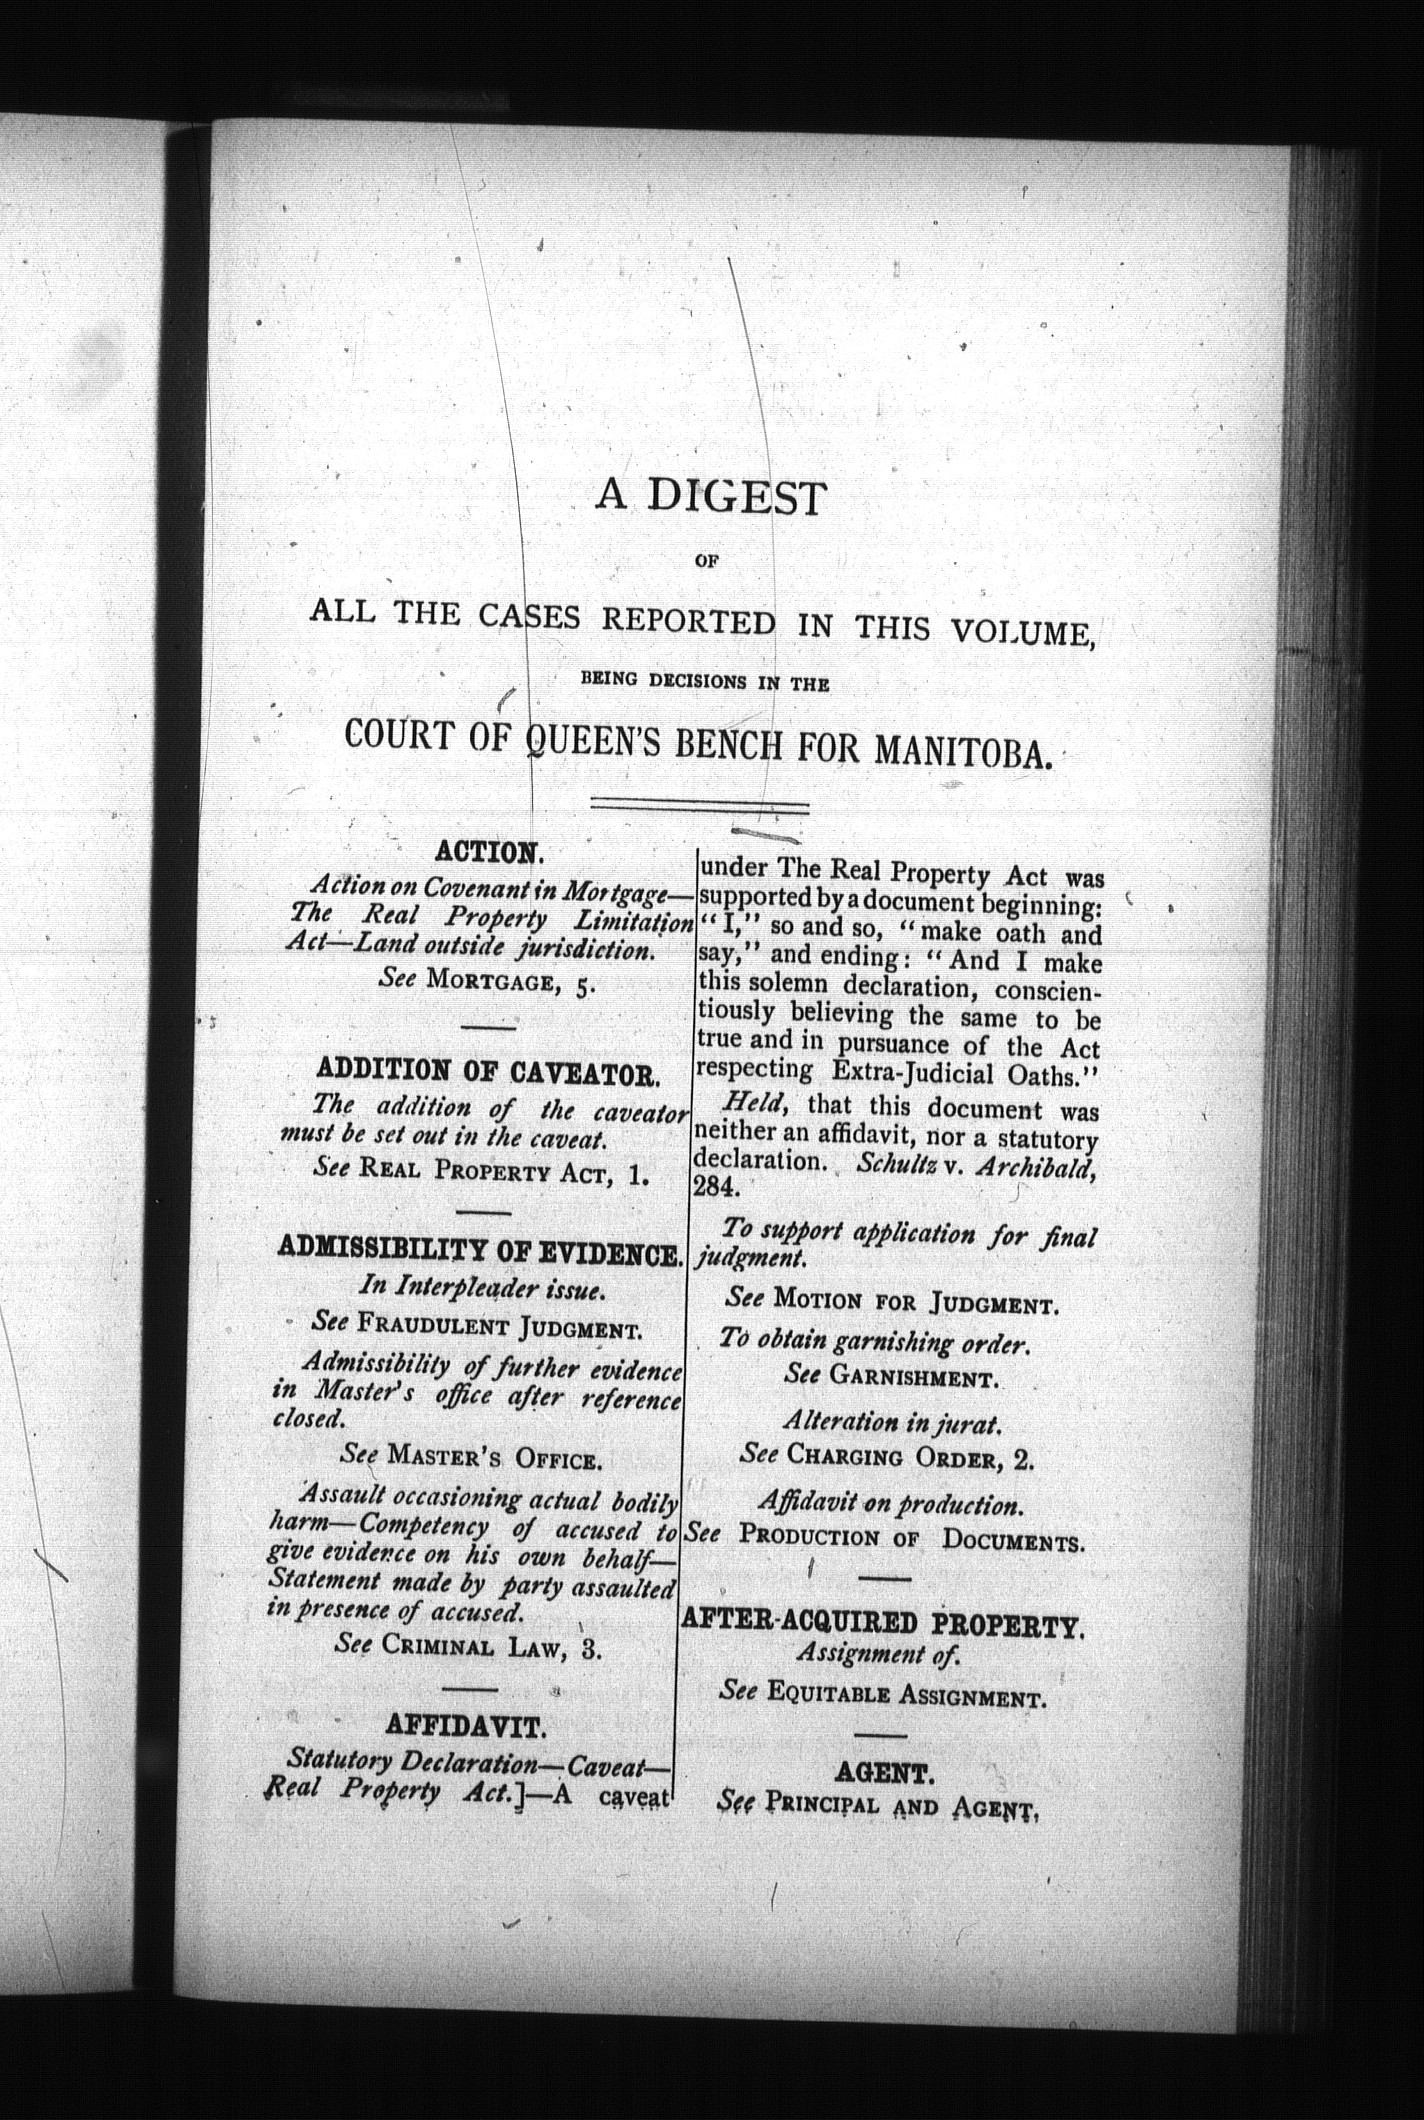 A DIGEST
OF
ALL THE CASES REPORTED IN THIS VOLUME,
BEING DECISIONS IN THE
COURT OF QUEEN'S BENCH FOR MANITOBA.
ACTION.
Action on Covenant in Mortgage—
The Real Property Limitation
Act—Land outside jurisdiction.
See MORTGAGE, 5.
ADDITION OF CAVEATOR.
The addition of the caveator
must be set out in the caveat.
See REAL PROPERTY ACT, 1.
ADMISSIBILITY OF EVIDENCE.
In Interpleader issue.
See FRAUDULENT JUDGMENT.
Admissibility of further evidence
in Master's office after reference
closed.
See MASTER'S OFFICE.
Assault occasioning actual bodily
harm—Competency of accused to
give evidence on his own behalf—
Statement made by party assaulted
in presence of accused.
See CRIMINAL LAW, 3.
AFFIDAVIT.
Statutory Declaration—Caveat—
Real Property Act.]—A caveat
under The Real Property Act was
supported by a document beginning:
"I," so and so, "make oath and
say," and ending: "And I make
this solemn declaration, conscien-
tiously believing the same to be
true and in pursuance of the Act
respecting Extra-Judicial Oaths."
Held, that this document was
neither an affidavit, nor a statutory
declaration. Schultz v. Archibald,
284.
To support application for final
judgment.
See MOTION FOR JUDGMENT.
To obtain garnishing order.
See GARNISHMENT.
Alteration in jurat.
See CHARGING ORDER, 2.
Affidavit on production.
See PRODUCTION OF DOCUMENTS.
AFTER-ACQUIRED PROPERTY.
Assignment of.
See EQUITABLE ASSIGNMENT.
AGENT.
See PRINCIPAL AND AGENT.